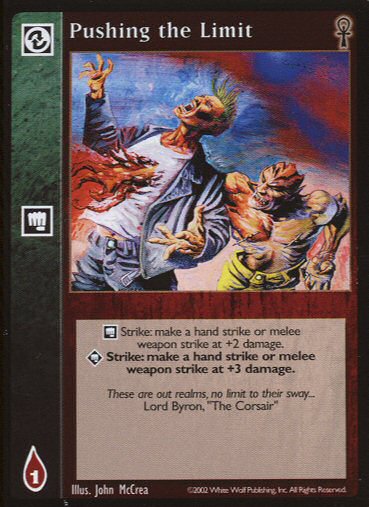 Pushing the Limit
Strike: make a hand strike or melee
weapon strike at +2 damage.
Strike: make a hand strike or melee
weapon strike at +3 damage.
These are out realms, no limit to their sway...
Lord Byron, "The Corsair"
1
Illus. John McCrea
©2002 White Wolf Publishing, Inc. All Rights Reserved.